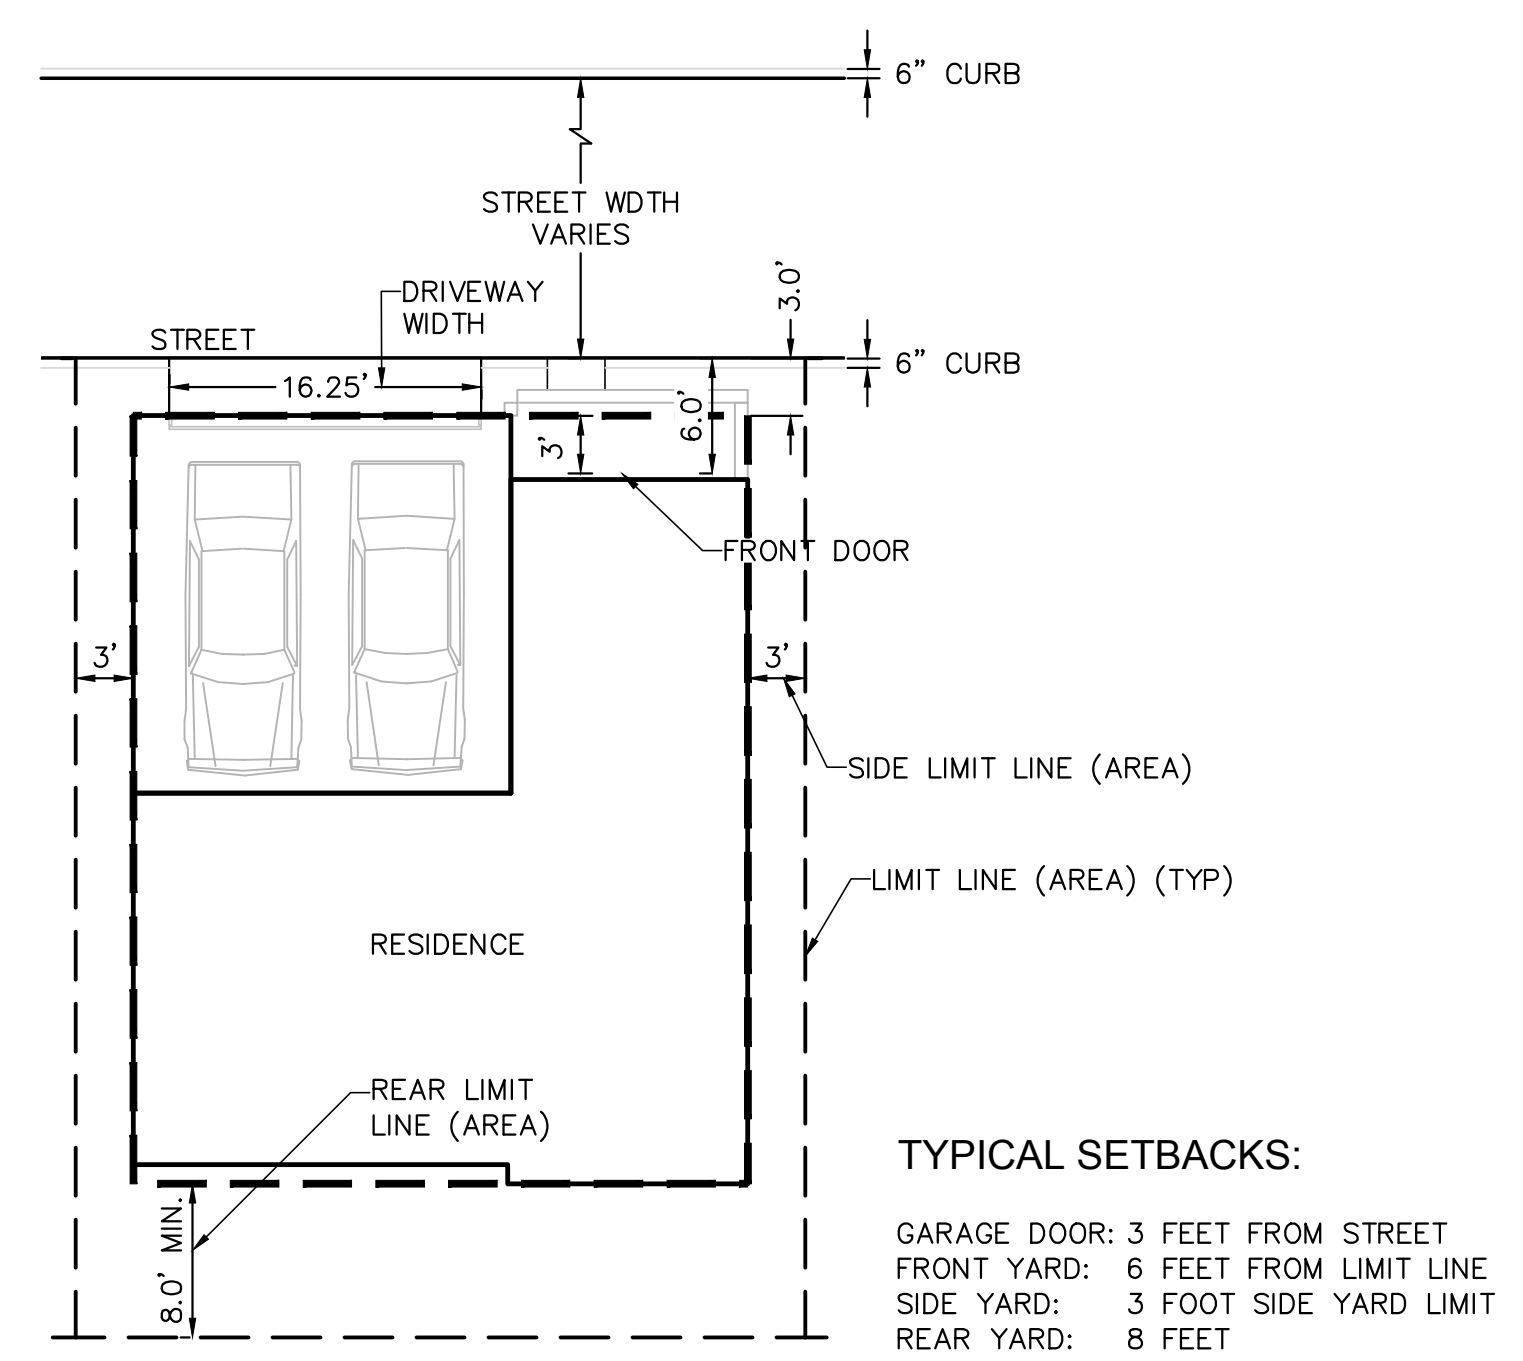 6” CURB
STREET WDTH
VARIES
3.0’
DRIVEWAY
WIDTH
STREET
6” CURB
16.25’
6.0’
3’
FRONT DOOR
3’
3’
SIDE LIMIT LINE (AREA)
LIMIT LINE (AREA) (TYP)
RESIDENCE
REAR LIMIT
LINE (AREA)
8.0’ MIN.
TYPICAL SETBACKS:
GARAGE DOOR: 3 FEET FROM STREET
FRONT YARD: 6 FEET FROM LIMIT LINE
SIDE YARD: 3 FOOT SIDE YARD LIMIT
REAR YARD: 8 FEET